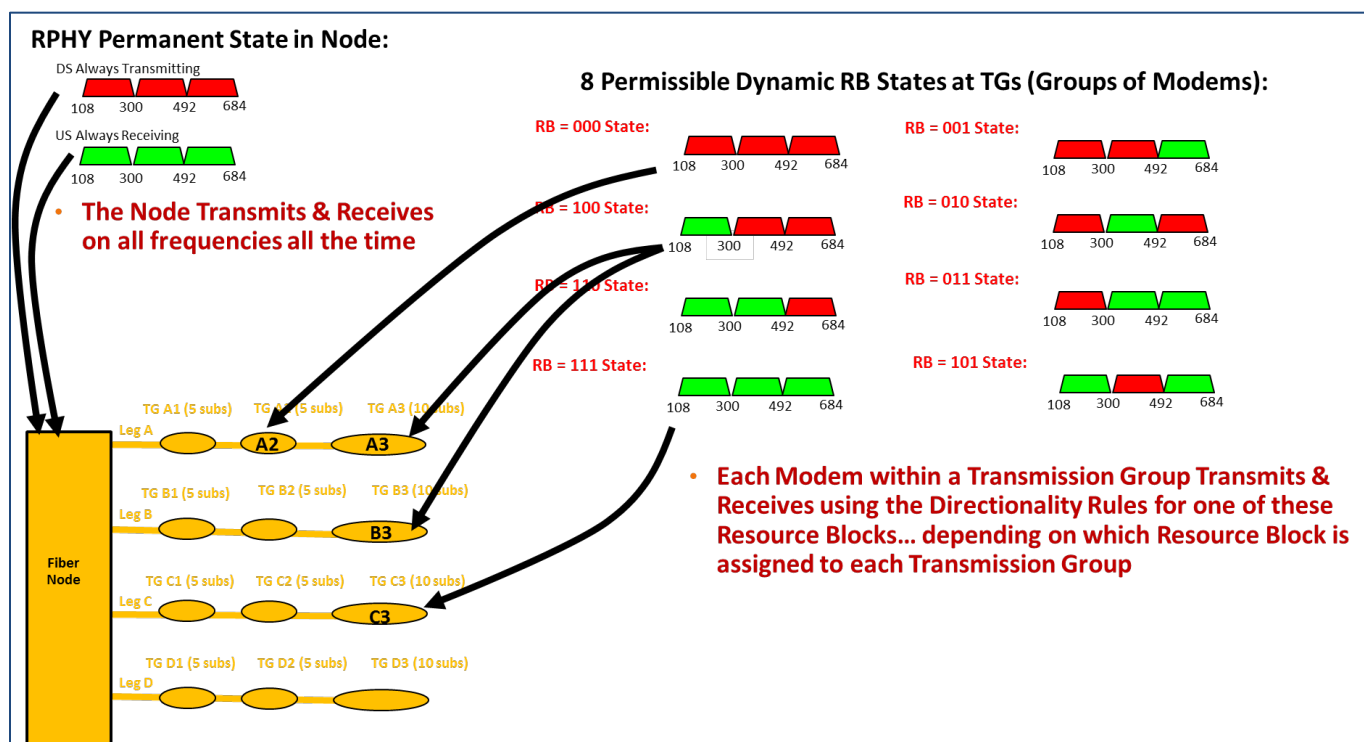 RPHY Permanent State in Node:
DS Always Transmitting
108 300 492 684
US Always Receiving
108 300 492 684
• The Node Transmits & Receives
on all frequencies all the time
8 Permissible Dynamic RB States at TGs (Groups of Modems):
RB = 000 State:
108 300 492 684
RB = 001 State:
108 300 492 684
RB = 100 State:
108 300 492 684
RB = 010 State:
108 300 492 684
RB = 110 State:
108 300 492 684
RB = 011 State:
108 300 492 684
RB = 111 State:
108 300 492 684
RB = 101 State:
108 300 492 684
• Each Modem within a Transmission Group Transmits &
Receives using the Directionality Rules for one of these
Resource Blocks... depending on which Resource Block is
assigned to each Transmission Group
Fiber
Node
TG A1 (5 subs) TG A2 (5 subs) TG A3 (10 subs)
Leg A
A2 A3
TG B1 (5 subs) TG B2 (5 subs) TG B3 (10 subs)
Leg B
B3
TG C1 (5 subs) TG C2 (5 subs) TG C3 (10 subs)
Leg C
C3
TG D1 (5 subs) TG D2 (5 subs) TG D3 (10 subs)
Leg D